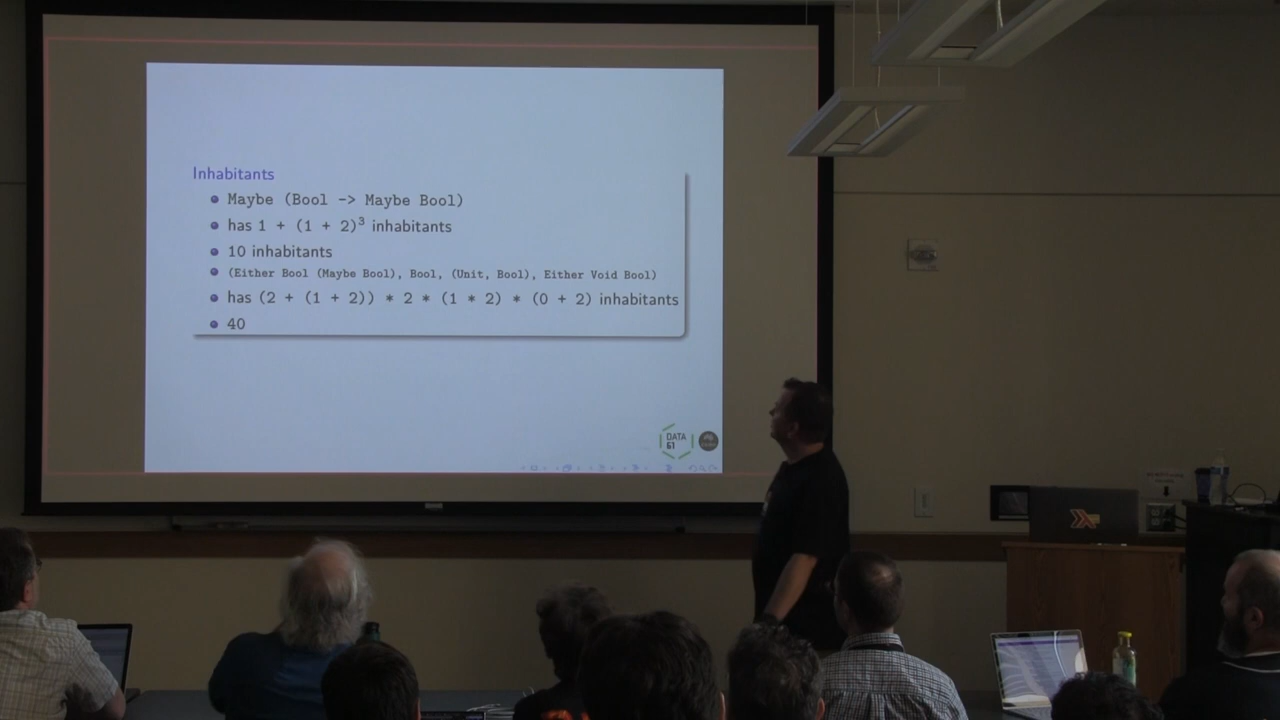 Inhabitants
Maybe (Bool -> Maybe Bool)
has 1 + (1 + 2)³ inhabitants
10 inhabitants
(Either Bool (Maybe Bool), Bool, (Unit, Bool), Either Void Bool)
has (2 + (1 + 2)) * 2 * (1 * 2) * (0 + 2) inhabitants
40
DATA
61